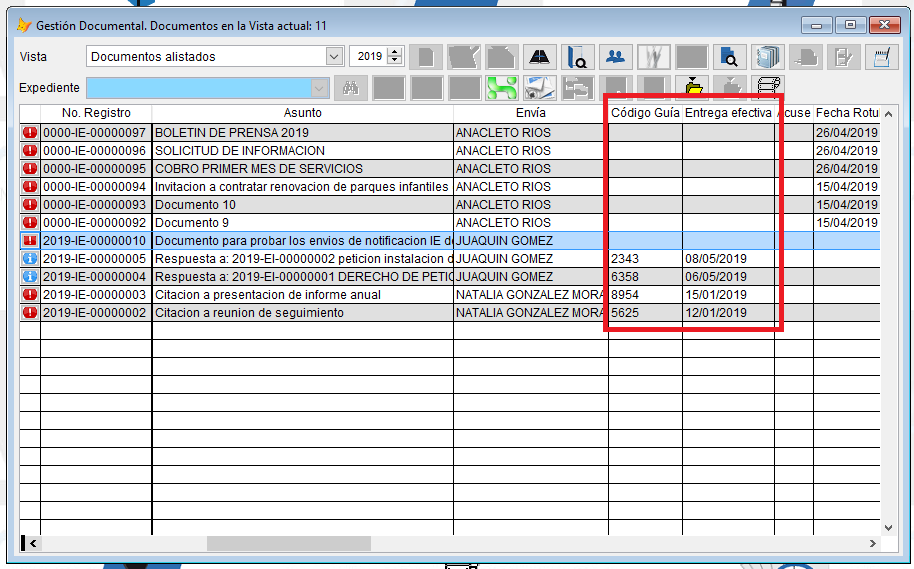 Gestión Documental. Documentos en la Vista actual: 11
Vista Documentos alistados 2019
Expediente
No. Registro Asunto Envía Código Guía Entrega efectiva Acuse Fecha Rotu
0000-IE-00000097 BOLETIN DE PRENSA 2019 ANACLETO RIOS 26/04/2019
0000-IE-00000096 SOLICITUD DE INFORMACION ANACLETO RIOS 26/04/2019
0000-IE-00000095 COBRO PRIMER MES DE SERVICIOS ANACLETO RIOS 26/04/2019
0000-IE-00000094 Invitacion a contratar renovacion de parques infantiles ANACLETO RIOS 15/04/2019
0000-IE-00000093 Documento 10 ANACLETO RIOS 15/04/2019
0000-IE-00000092 Documento 9 ANACLETO RIOS 15/04/2019
2019-IE-00000010 Documento para probar los envios de notificacion IE de JUAQUIN GOMEZ
2019-IE-00000005 Respuesta a: 2019-EI-00000002 peticion instalacion d JUAQUIN GOMEZ 2343 08/05/2019
2019-IE-00000004 Respuesta a: 2019-EI-00000001 DERECHO DE PETIC JUAQUIN GOMEZ 6358 06/05/2019
2019-IE-00000003 Citacion a presentacion de informe anual NATALIA GONZALEZ MORA 8954 15/01/2019
2019-IE-00000002 Citacion a reunion de seguimiento NATALIA GONZALEZ MORA 5625 12/01/2019